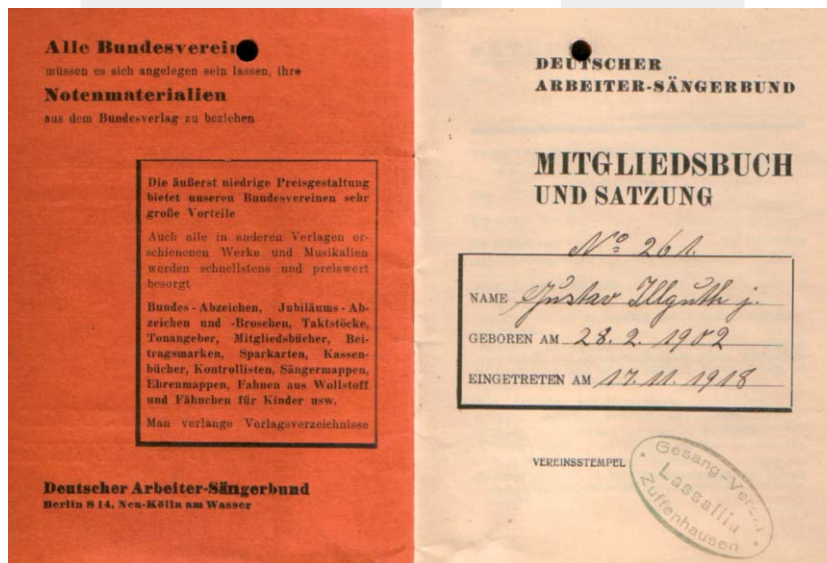 Alle Bundesvereine
müssen es sich angelegen sein lassen, ihre
Notenmaterialien
aus dem Bundesverlag zu beziehen
Die äußerst niedrige Preisgestaltung
bietet unseren Bundesvereinen sehr
große Vorteile
Auch alle in anderen Verlagen er-
schienenen Werke und Musikalien
werden schnellstens und preiswert
besorgt
Bundes-Abzeichen, Jubiläums-Ab-
zeichen und -Broschen, Taktstöcke,
Tonangeber, Mitgliedsbücher, Bei-
tragsmarken, Sparkarten, Kassen-
bücher, Kontrollisten, Sängermappen,
Ehrenmappen, Fahnen aus Wollstoff
und Fähnchen für Kinder usw.
Man verlange Verlagsverzeichnisse
Deutscher Arbeiter-Sängerbund
Berlin S 14, Neu-Kölln am Wasser
DEUTSCHER
ARBEITER-SÄNGERBUND
MITGLIEDSBUCH
UND SATZUNG
No 261.
NAME Gustav Illguth j.
GEBOREN AM 28. 2. 1902
EINGETRETEN AM 17. 11. 1918
VEREINSSTEMPEL
Gesang-Verein
Lassallia
Zuffenhausen